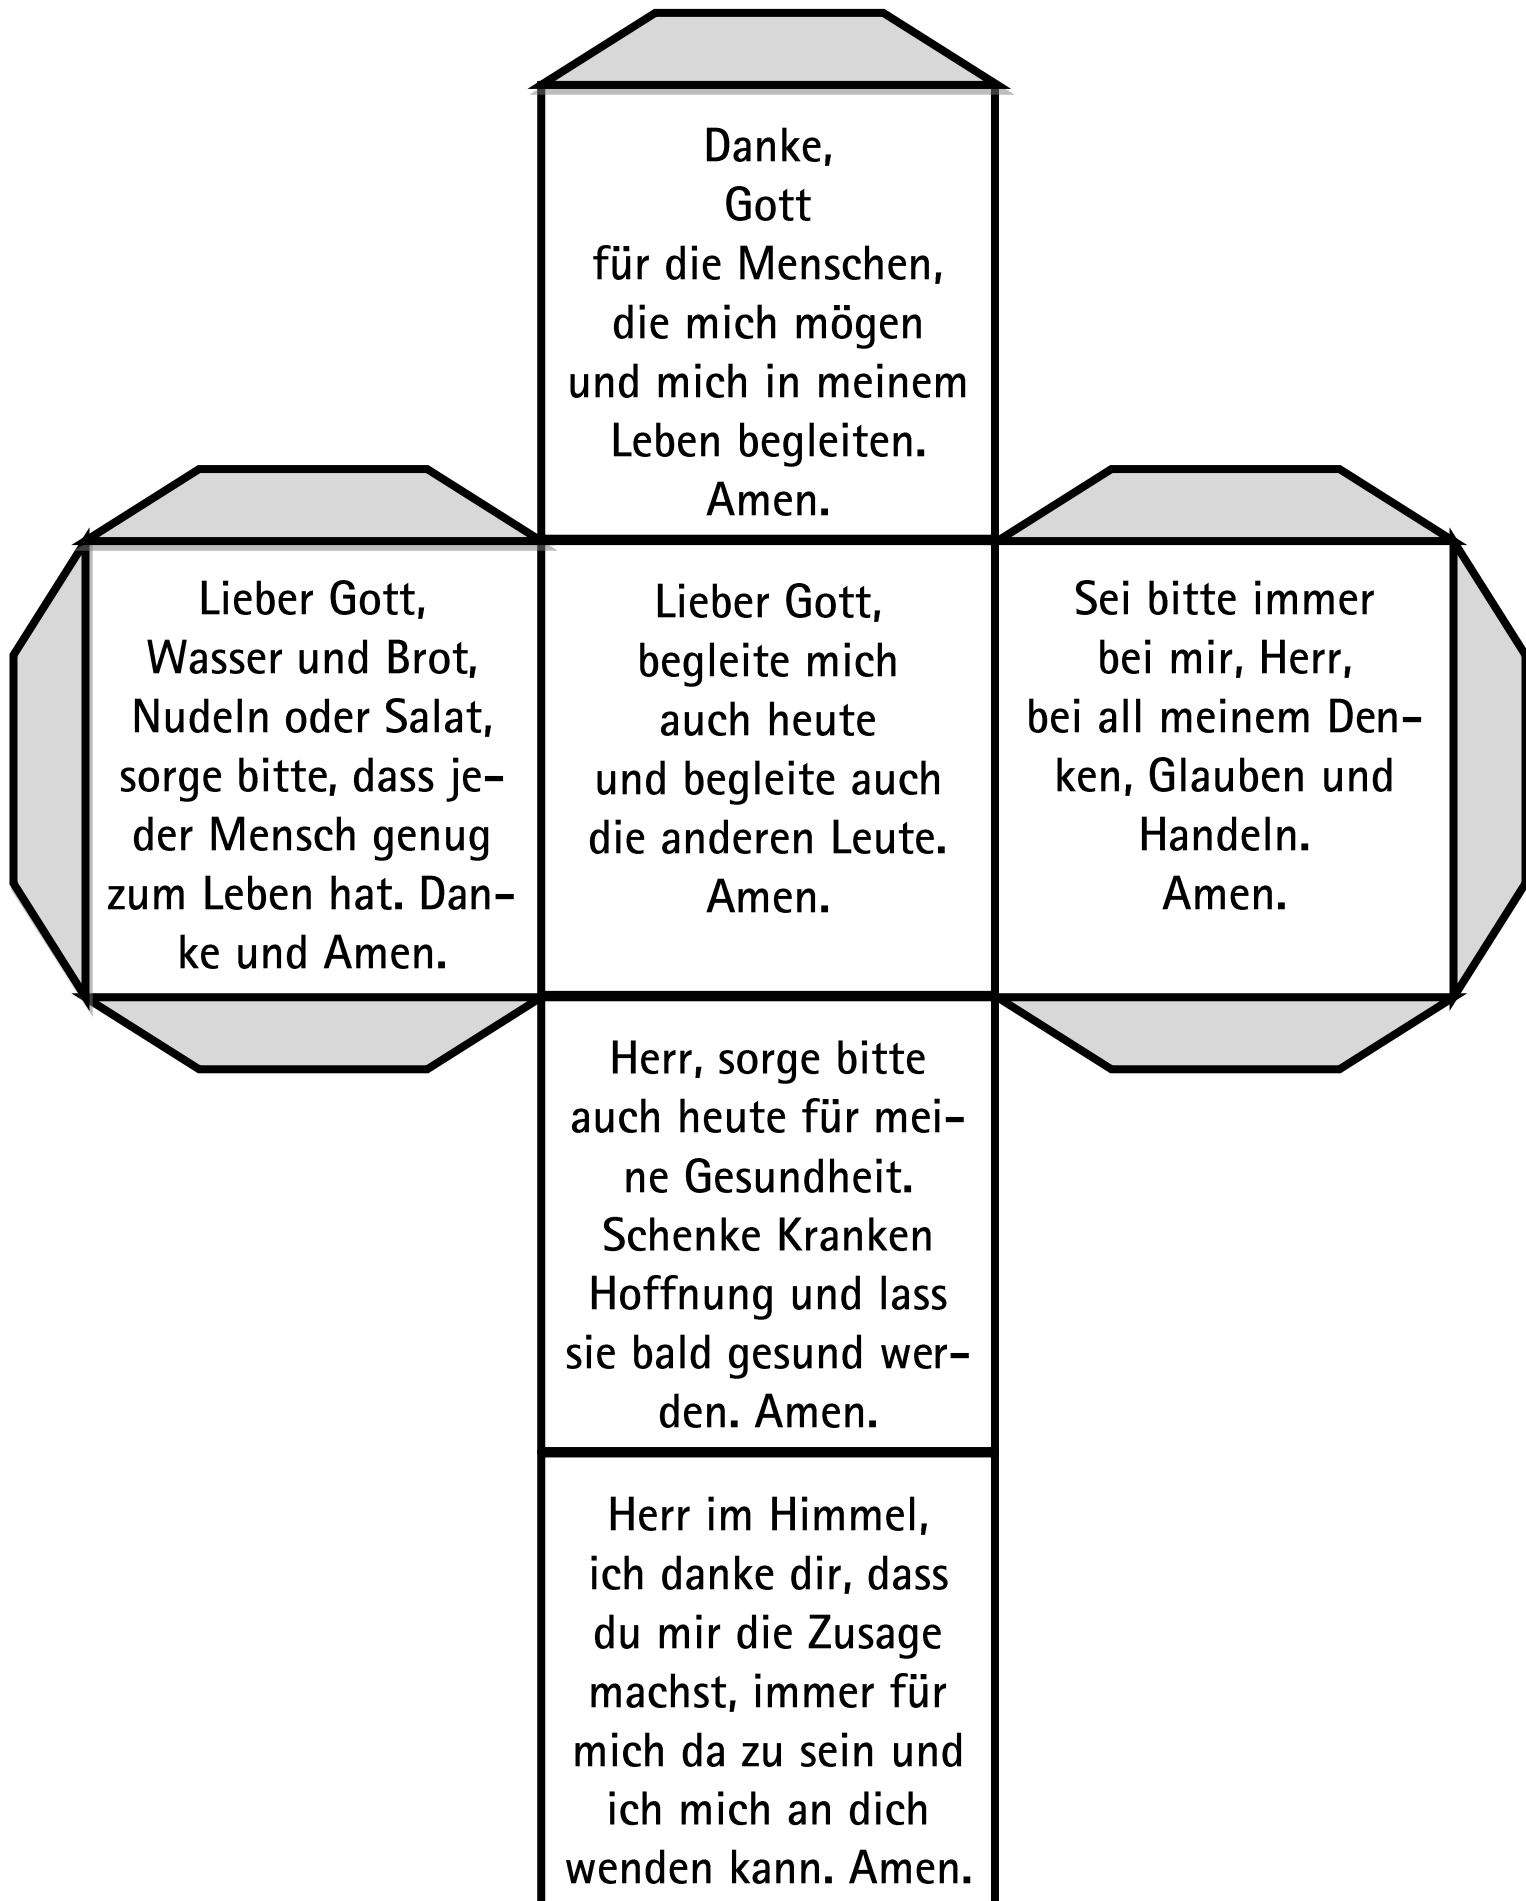 Danke,
Gott
für die Menschen,
die mich mögen
und mich in meinem
Leben begleiten.
Amen.
Lieber Gott,
Wasser und Brot,
Nudeln oder Salat,
sorge bitte, dass je-
der Mensch genug
zum Leben hat. Dan-
ke und Amen.
Lieber Gott,
begleite mich
auch heute
und begleite auch
die anderen Leute.
Amen.
Sei bitte immer
bei mir, Herr,
bei all meinem Den-
ken, Glauben und
Handeln.
Amen.
Herr, sorge bitte
auch heute für mei-
ne Gesundheit.
Schenke Kranken
Hoffnung und lass
sie bald gesund wer-
den. Amen.
Herr im Himmel,
ich danke dir, dass
du mir die Zusage
machst, immer für
mich da zu sein und
ich mich an dich
wenden kann. Amen.